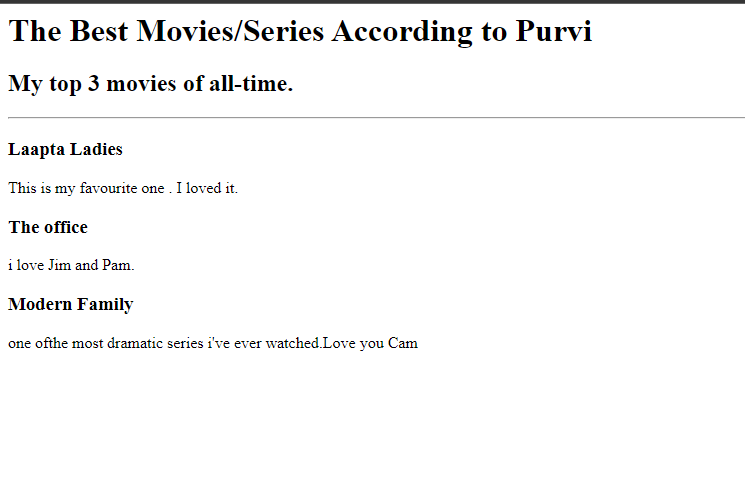 The Best Movies/Series According to Purvi
My top 3 movies of all-time.
Laapta Ladies
This is my favourite one . I loved it.
The office
i love Jim and Pam.
Modern Family
one ofthe most dramatic series i've ever watched.Love you Cam